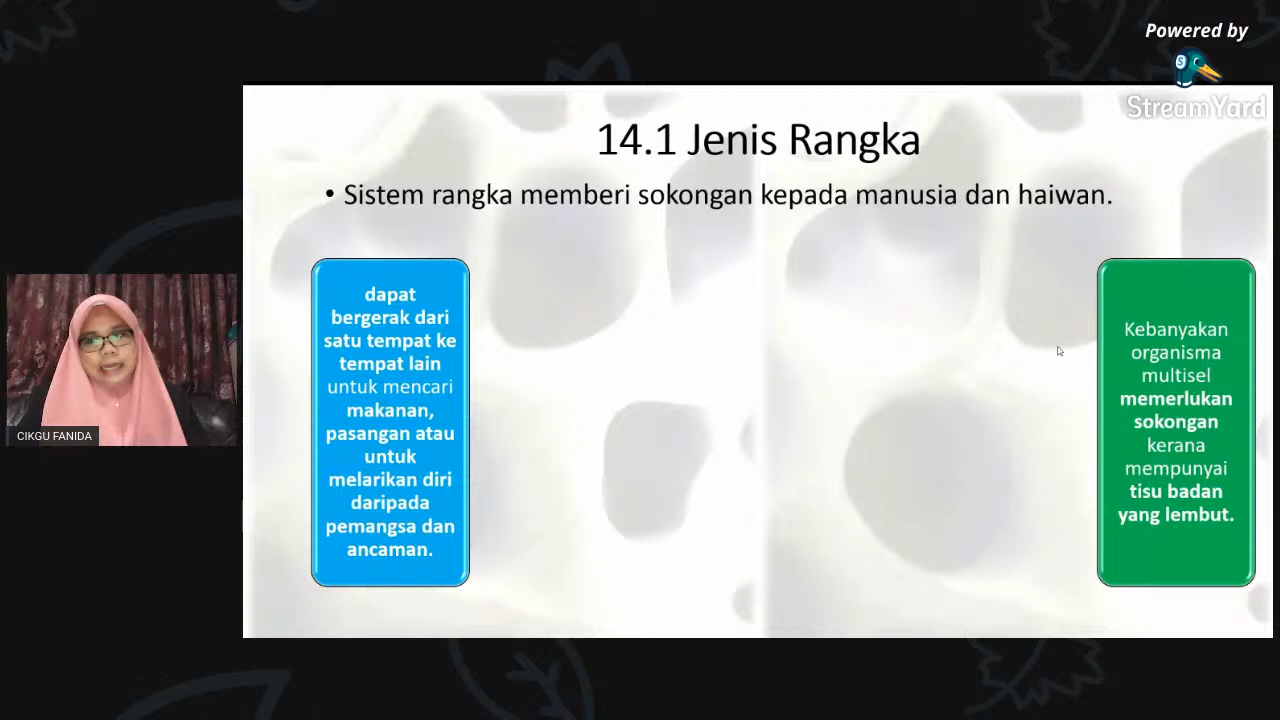 Powered by
StreamYard
14.1 Jenis Rangka
• Sistem rangka memberi sokongan kepada manusia dan haiwan.
dapat
bergerak dari
satu tempat ke
tempat lain
untuk mencari
makanan,
pasangan atau
untuk
melarikan diri
daripada
pemangsa dan
ancaman.
Kebanyakan
organisma
multisel
memerlukan
sokongan
kerana
mempunyai
tisu badan
yang lembut.
CIKGU FANIDA